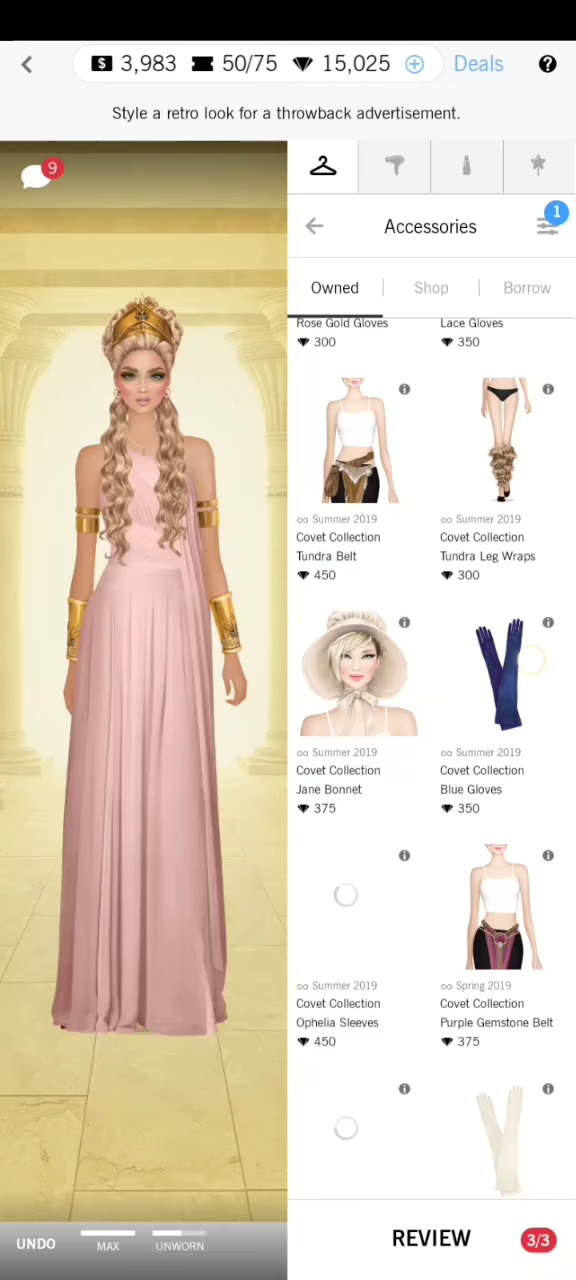 $ 3,983 50/75 15,025 + Deals ?
Style a retro look for a throwback advertisement.
9
Accessories 1
Owned Shop Borrow
Rose Gold Gloves
300
Lace Gloves
350
∞ Summer 2019
Covet Collection
Tundra Belt
450
∞ Summer 2019
Covet Collection
Tundra Leg Wraps
300
∞ Summer 2019
Covet Collection
Jane Bonnet
375
∞ Summer 2019
Covet Collection
Blue Gloves
350
∞ Summer 2019
Covet Collection
Ophelia Sleeves
450
∞ Spring 2019
Covet Collection
Purple Gemstone Belt
375
UNDO MAX UNWORN
REVIEW 3/3